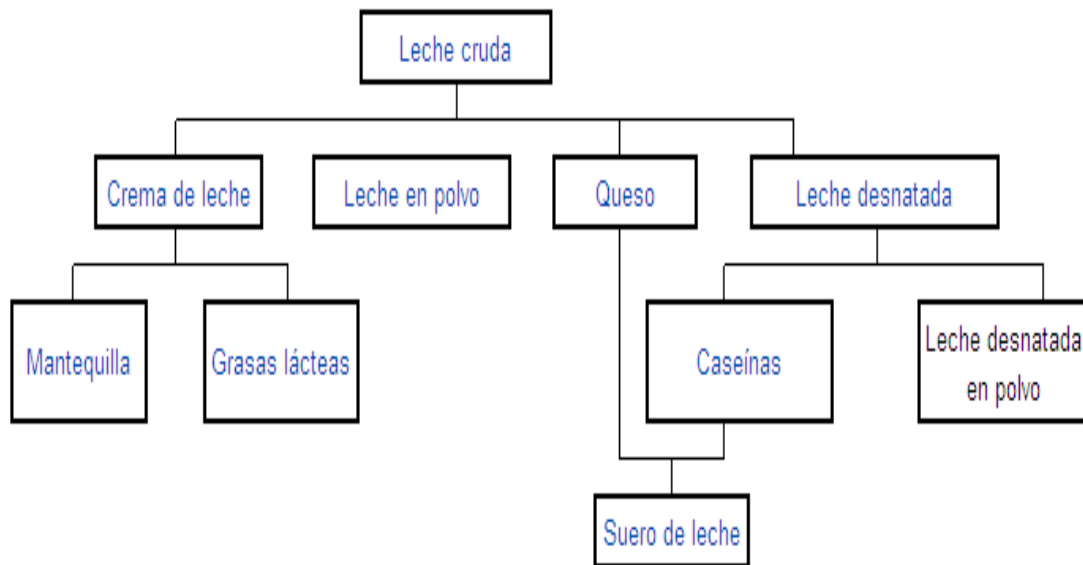 Leche cruda
Crema de leche
Leche en polvo
Queso
Leche desnatada
Mantequilla
Grasas lácteas
Caseínas
Leche desnatada
en polvo
Suero de leche